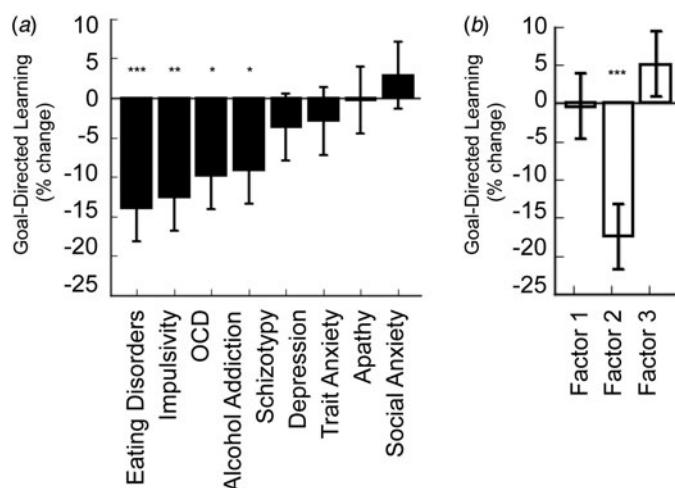 (a)
Goal-Directed Learning
(% change)
10
5
0
-5
-10
-15
-20
-25
***
**
*
*
Eating Disorders
Impulsivity
OCD
Alcohol Addiction
Schizotypy
Depression
Trait Anxiety
Apathy
Social Anxiety
(b)
Goal-Directed Learning
(% change)
10
5
0
-5
-10
-15
-20
-25
***
Factor 1
Factor 2
Factor 3